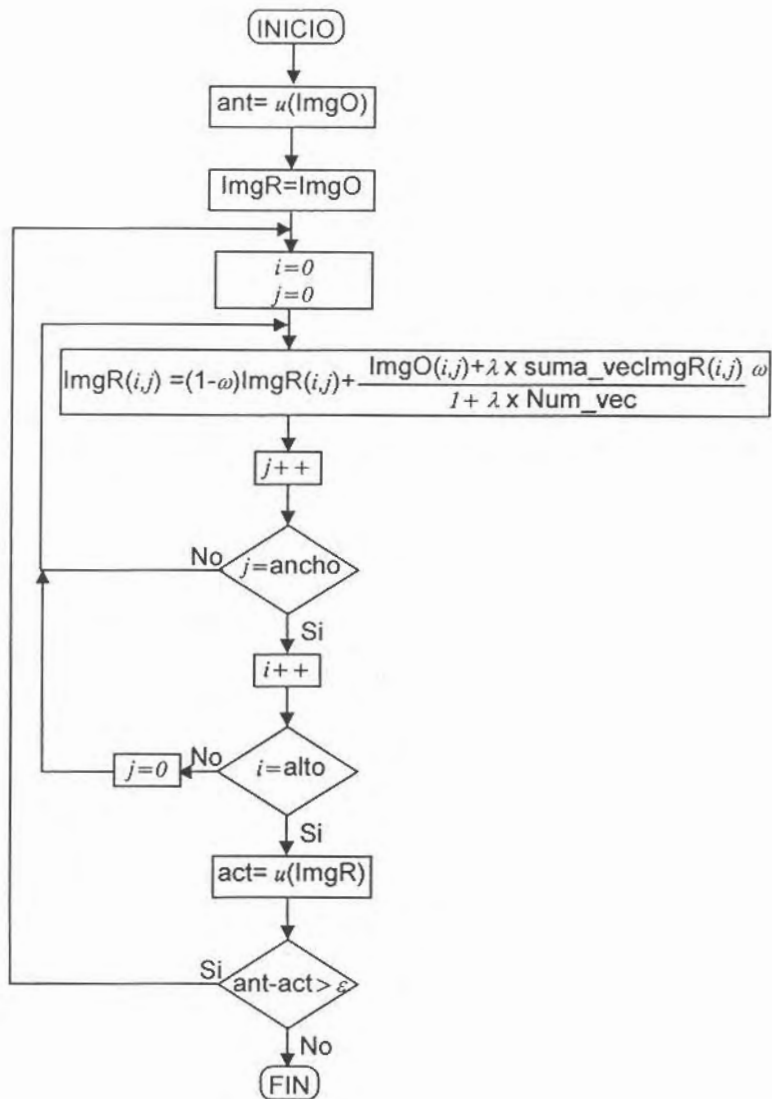 INICIO
ant= u(ImgO)
ImgR=ImgO
i=0
j=0
ImgR(i,j) =(1-ω)ImgR(i,j)+ ImgO(i,j)+λ x suma_vecImgR(i,j) ω
1+ λ x Num_vec
j++
No
j=ancho
Si
i++
j=0
No
i=alto
Si
act= u(ImgR)
Si
ant-act> ε
No
FIN